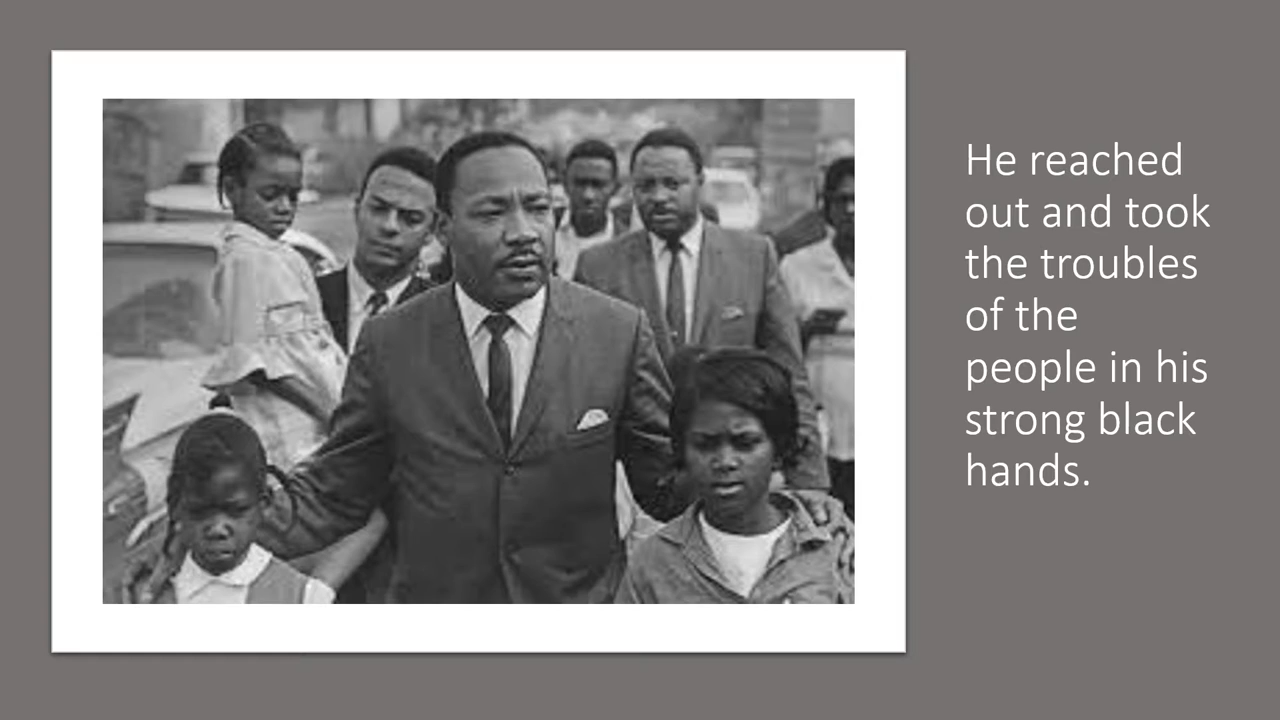 He reached
out and took
the troubles
of the
people in his
strong black
hands.